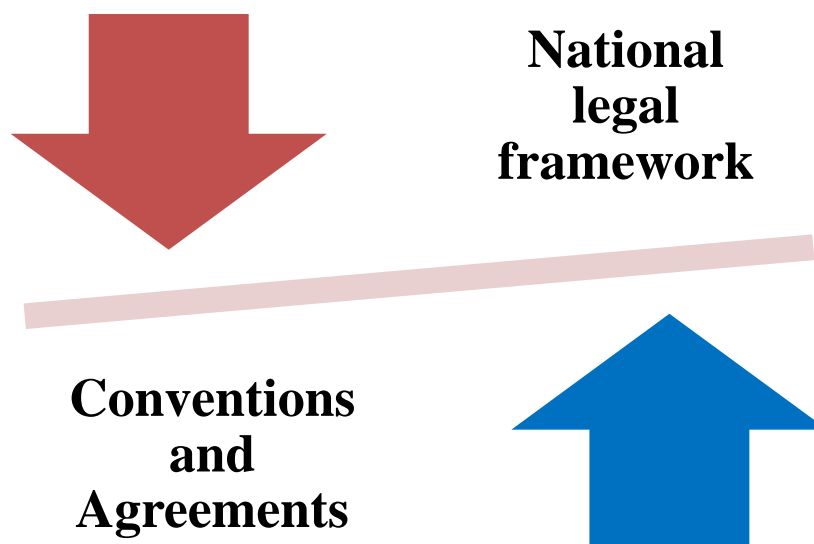 National
legal
framework
Conventions
and
Agreements